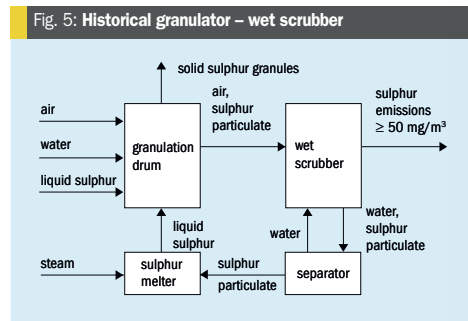 Fig. 5: Historical granulator – wet scrubber
solid sulphur granules
air
water
liquid sulphur
granulation
drum
air,
sulphur
particulate
wet
scrubber
sulphur
emissions
≥ 50 mg/m³
liquid
sulphur
water
water,
sulphur
particulate
steam
sulphur
melter
sulphur
particulate
separator